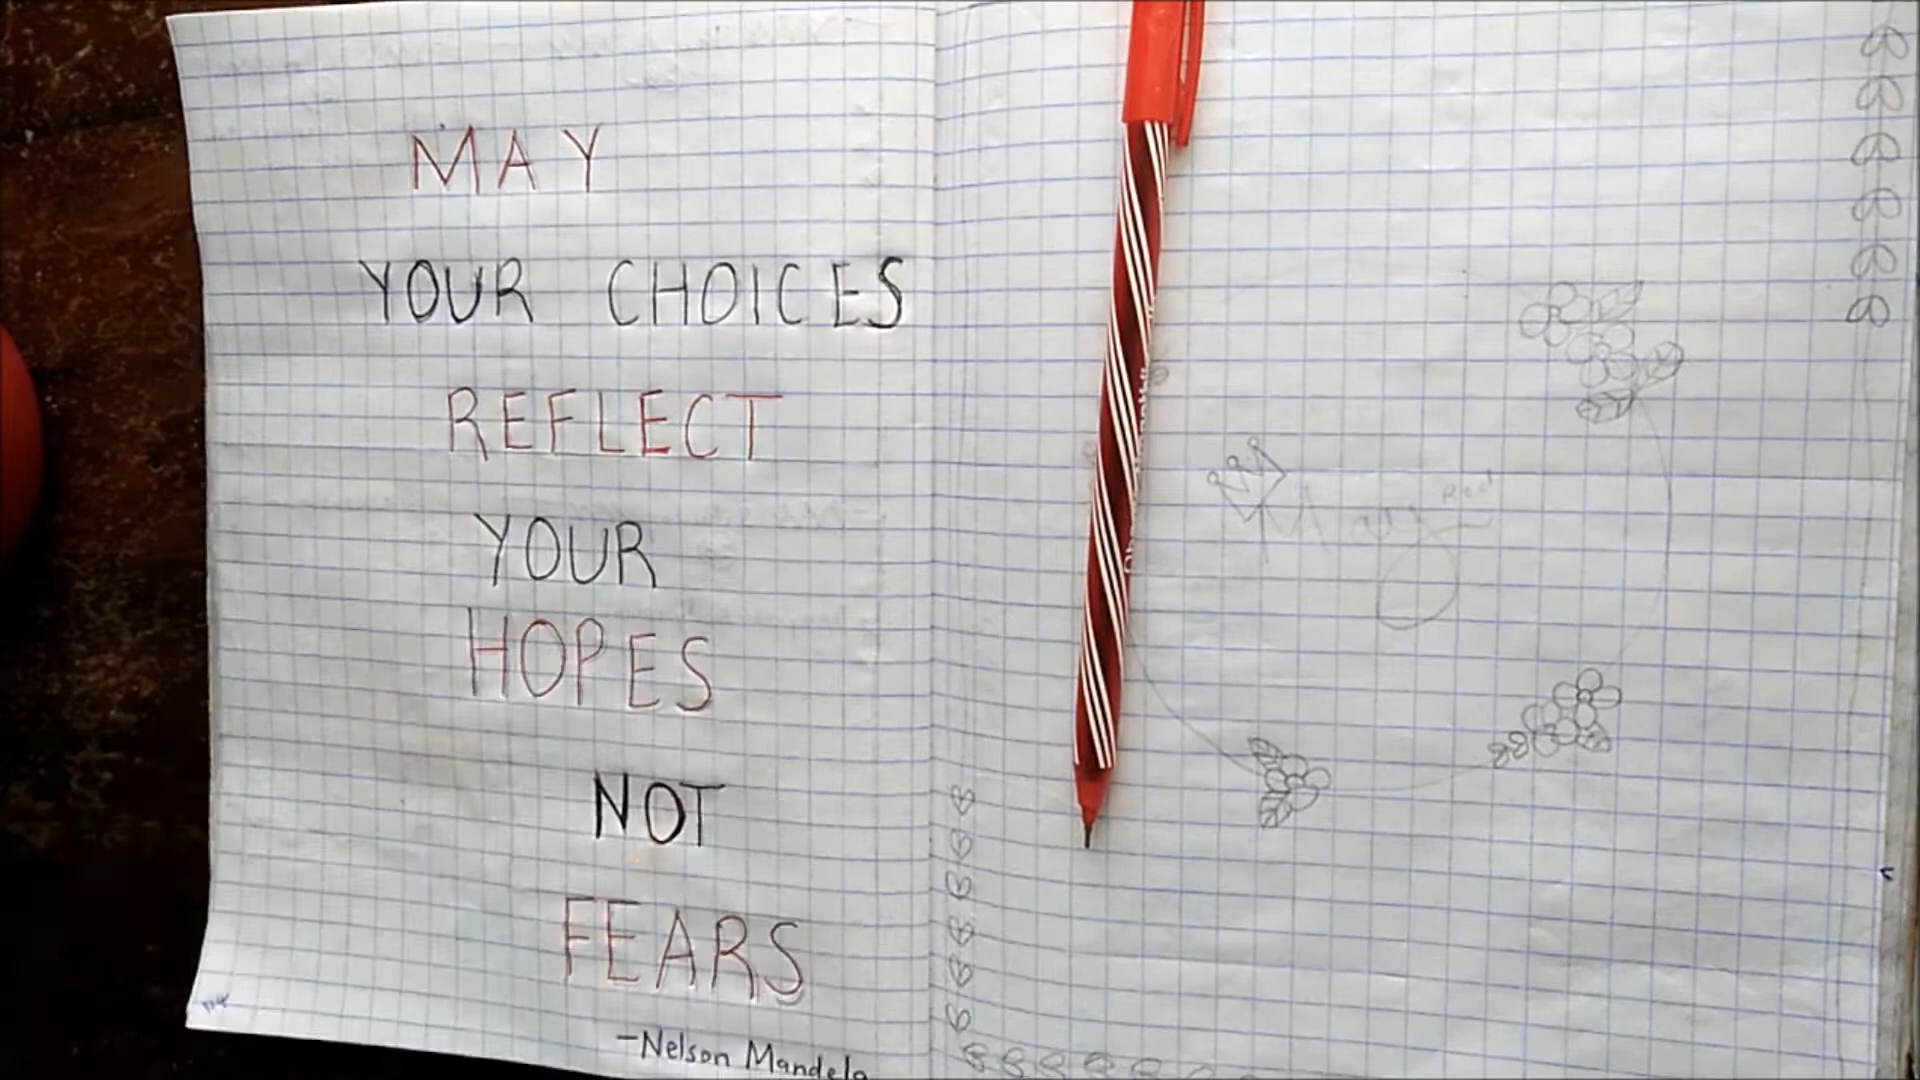 MAY
YOUR CHOICES
REFLECT
YOUR
HOPES
NOT
FEARS
-Nelson Mandela